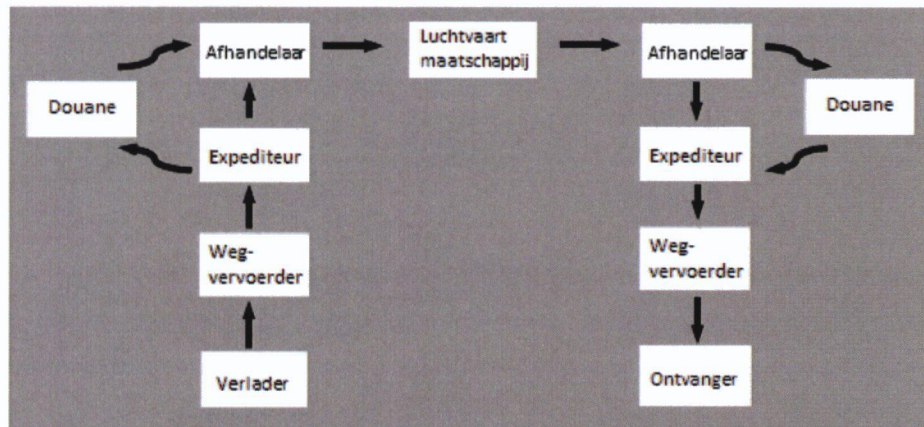 Afhandelaar
Luchtvaart
maatschappij
Afhandelaar
Douane
Douane
Expediteur
Expediteur
Weg-
vervoerder
Weg-
vervoerder
Verlader
Ontvanger